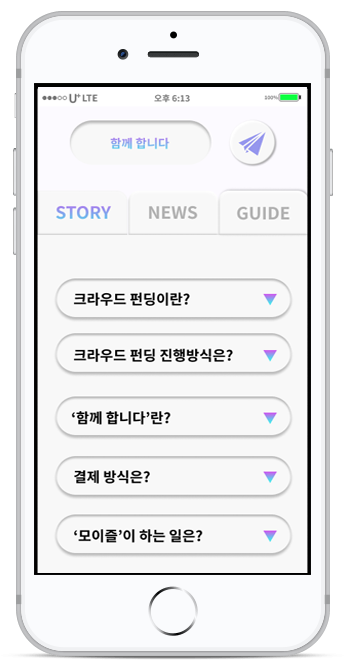 U+ LTE
오후 6:13
100%
함께 합니다
STORY
NEWS
GUIDE
크라우드 펀딩이란?
크라우드 펀딩 진행방식은?
‘함께 합니다’란?
결제 방식은?
‘모이즐’이 하는 일은?